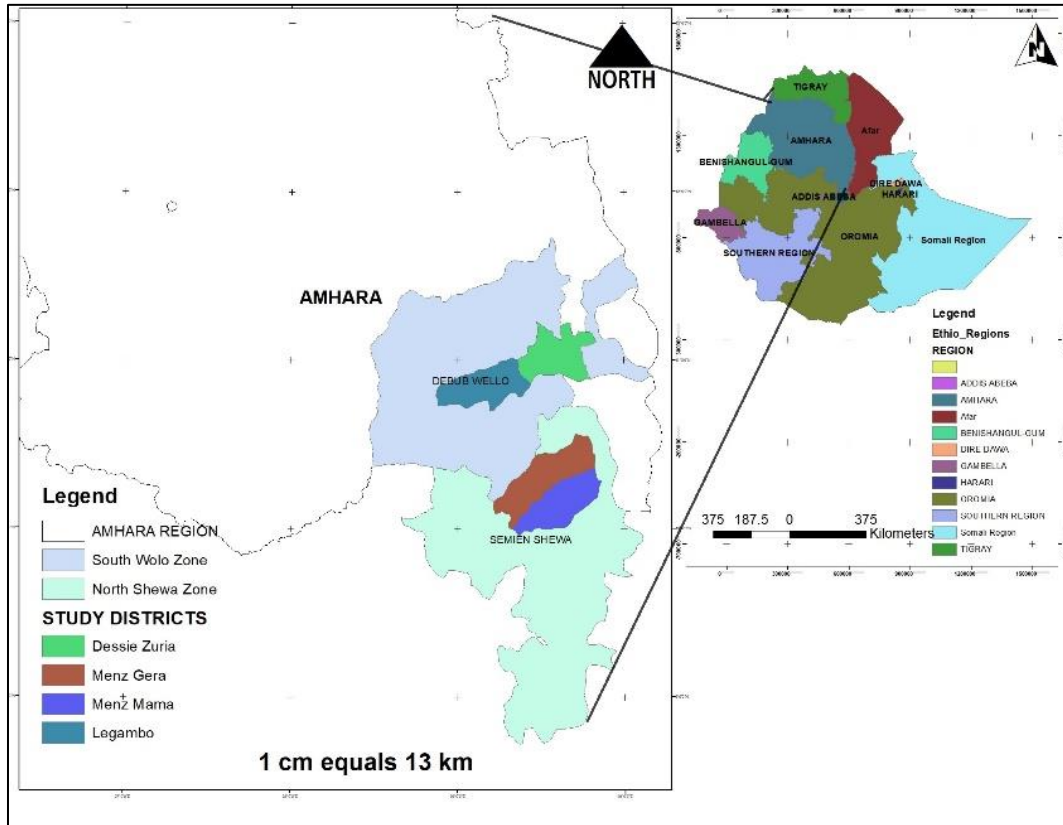 NORTH
AMHARA
DEBUB WELLO
SEMIEN SHEWA
Legend
AMHARA REGION
South Wolo Zone
North Shewa Zone
STUDY DISTRICTS
Dessie Zuria
Menz Gera
Menz Mama
Legambo
1 cm equals 13 km
N
TIGRAY
Afar
AMHARA
BENISHANGUL-GUM
DIRE DAWA
HARARI
ADDIS ABEBA
GAMBELLA
OROMIA
SOUTHERN REGION
Somali Region
Legend
Ethio_Regions
REGION
ADDIS ABEBA
AMHARA
Afar
BENISHANGUL-GUM
DIRE DAWA
GAMBELLA
HARARI
OROMIA
SOUTHERN REGION
Somali Region
TIGRAY
375 187.5 0 375
Kilometers